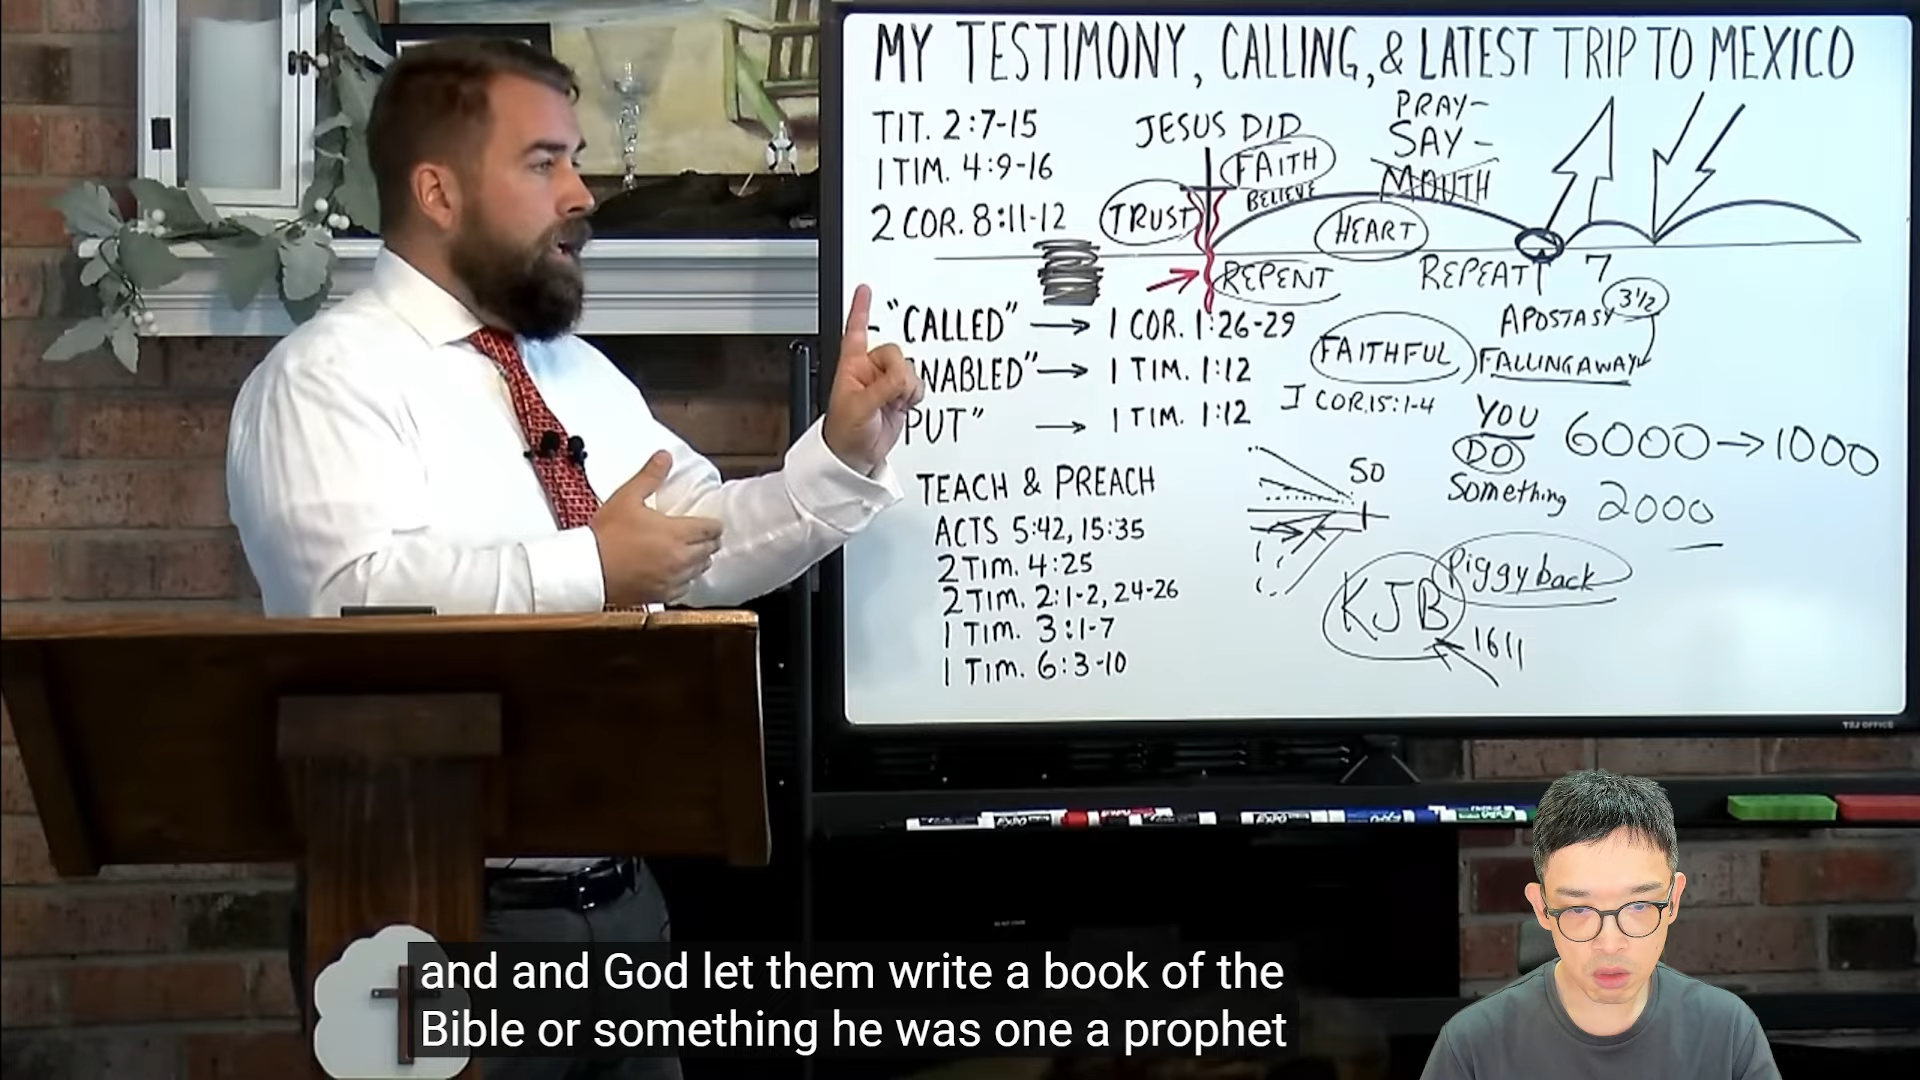 MY TESTIMONY, CALLING, & LATEST TRIP TO MEXICO
TIT. 2:7-15
1 TIM. 4:9-16
2 COR. 8:11-12
JESUS DID
FAITH
BELIEVE
TRUST
HEART
PRAY-
SAY-
MOUTH
REPENT
REPEAT
7
3½
APOSTASY
FALLING AWAY
- "CALLED" → 1 COR. 1:26-29
NABLED" → 1 TIM. 1:12
PUT" → 1 TIM. 1:12
FAITHFUL
I COR.15:1-4
YOU
DO
Something
6000 → 1000
2000
TEACH & PREACH
ACTS 5:42, 15:35
2 TIM. 4:25
2 TIM. 2:1-2, 24-26
1 TIM. 3:1-7
1 TIM. 6:3-10
50
Piggyback
KJB
1611
and and God let them write a book of the
Bible or something he was one a prophet